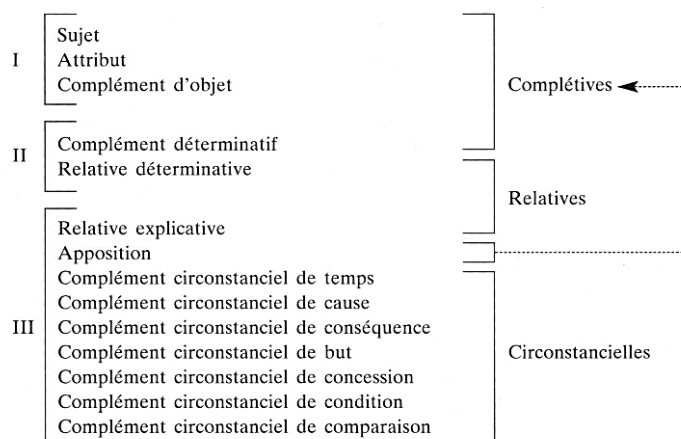 Sujet
I Attribut
Complément d'objet
Complétives
II Complément déterminatif
Relative déterminative
Relatives
Relative explicative
Apposition
Complément circonstanciel de temps
Complément circonstanciel de cause
III Complément circonstanciel de conséquence
Complément circonstanciel de but
Circonstancielles
Complément circonstanciel de concession
Complément circonstanciel de condition
Complément circonstanciel de comparaison